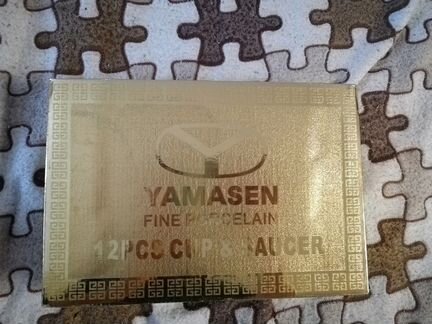 YAMASEN
FINE PORCELAIN
12PCS CUP & SAUCER